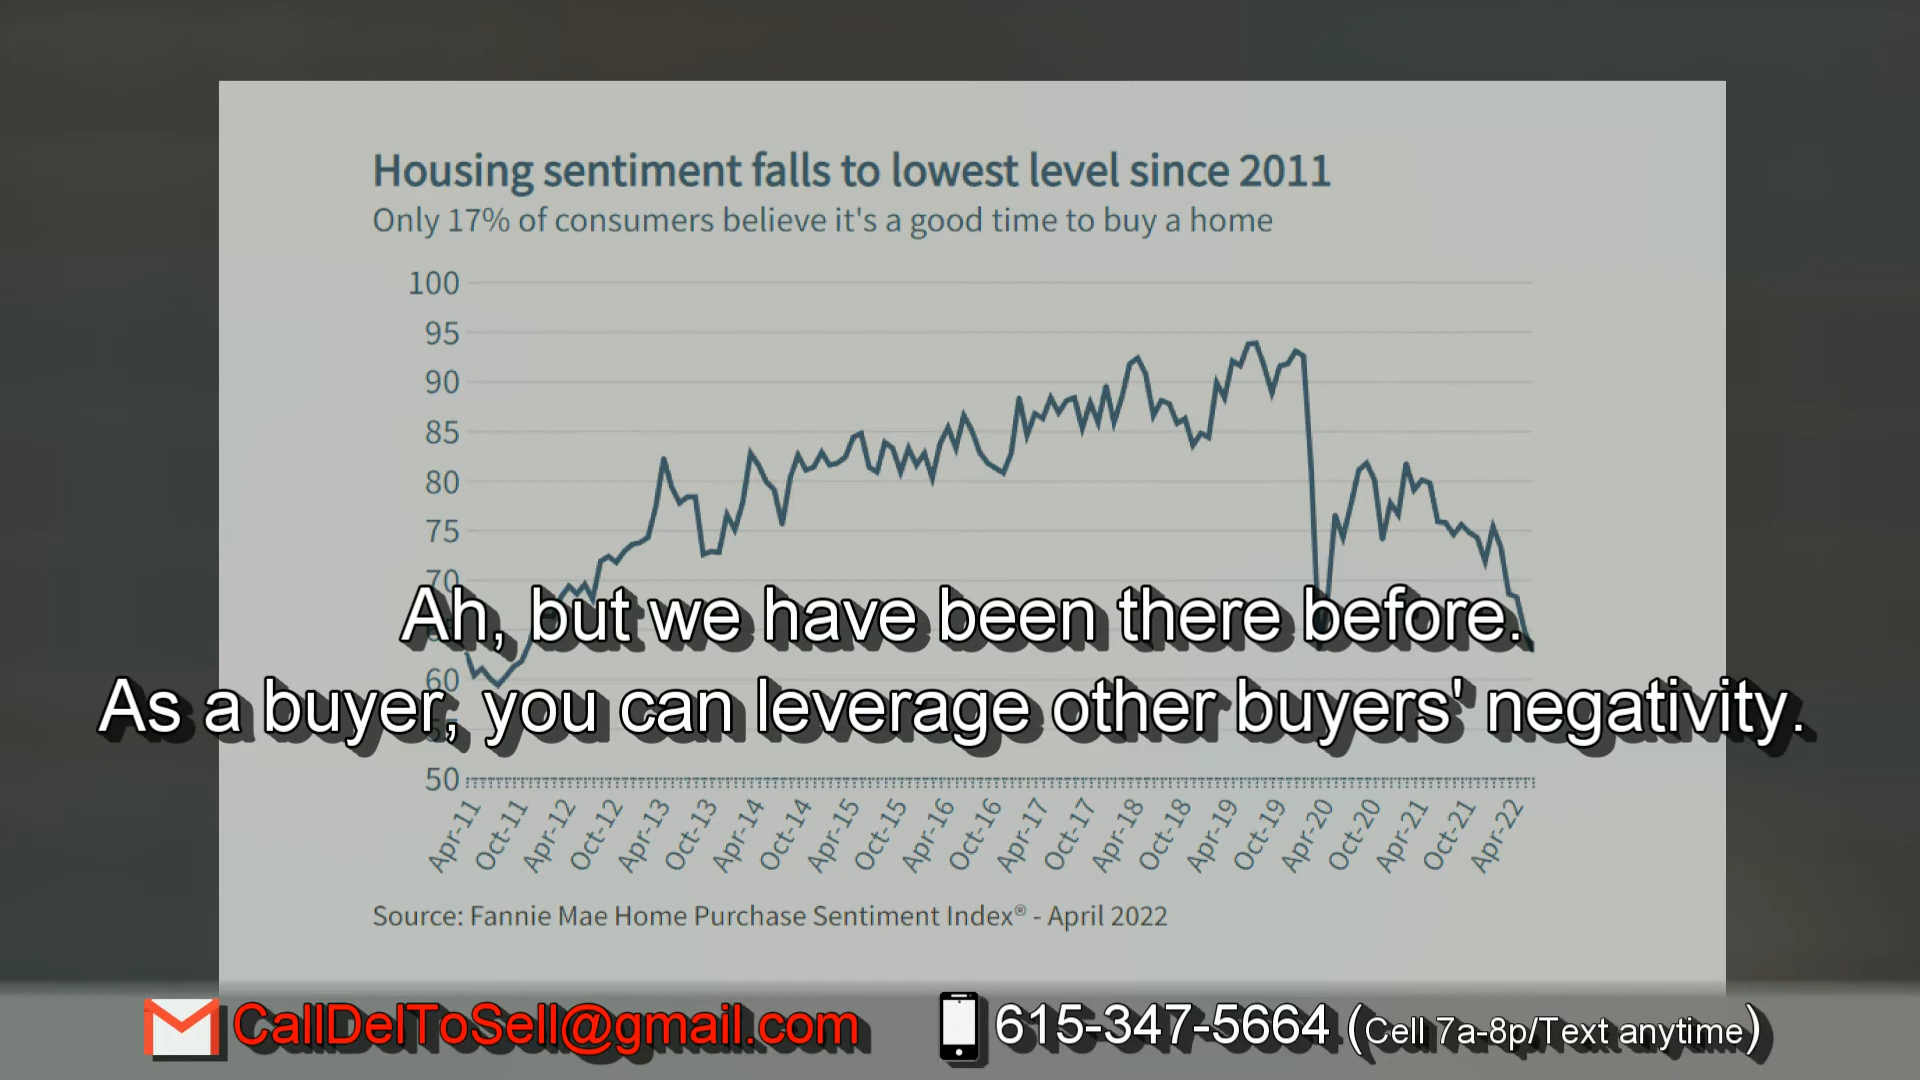 Housing sentiment falls to lowest level since 2011
Only 17% of consumers believe it's a good time to buy a home
100
95
90
85
80
75
70
Ah, but we have been there before.
60
As a buyer, you can leverage other buyers' negativity.
50
Apr-11 Oct-11 Apr-12 Oct-12 Apr-13 Oct-13 Apr-14 Oct-14 Apr-15 Oct-15 Apr-16 Oct-16 Apr-17 Oct-17 Apr-18 Oct-18 Apr-19 Oct-19 Apr-20 Oct-20 Apr-21 Oct-21 Apr-22
Source: Fannie Mae Home Purchase Sentiment Index® - April 2022
CallDelToSell@gmail.com 615-347-5664 (Cell 7a-8p/Text anytime)